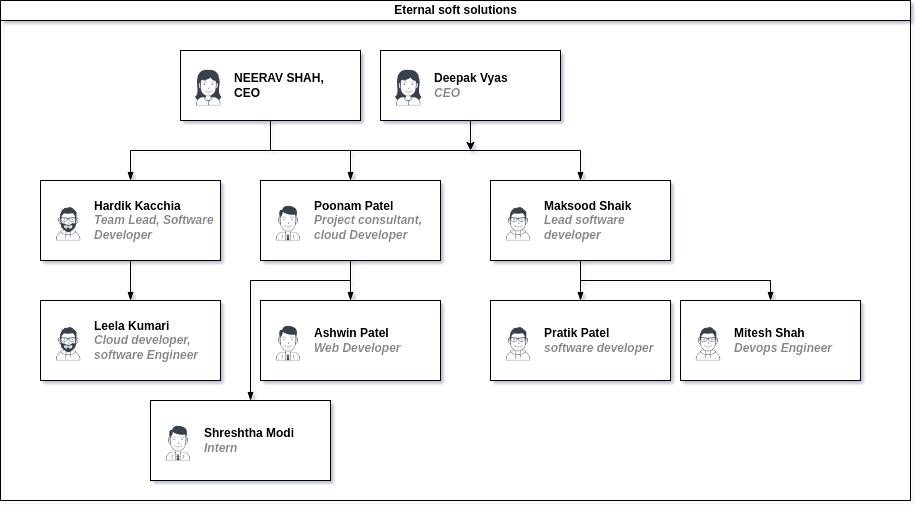 Eternal soft solutions
NEERAV SHAH,
CEO
Deepak Vyas
CEO
Hardik Kacchia
Team Lead, Software
Developer
Poonam Patel
Project consultant,
cloud Developer
Maksood Shaik
Lead software
developer
Leela Kumari
Cloud developer,
software Engineer
Ashwin Patel
Web Developer
Pratik Patel
software developer
Mitesh Shah
Devops Engineer
Shreshtha Modi
Intern